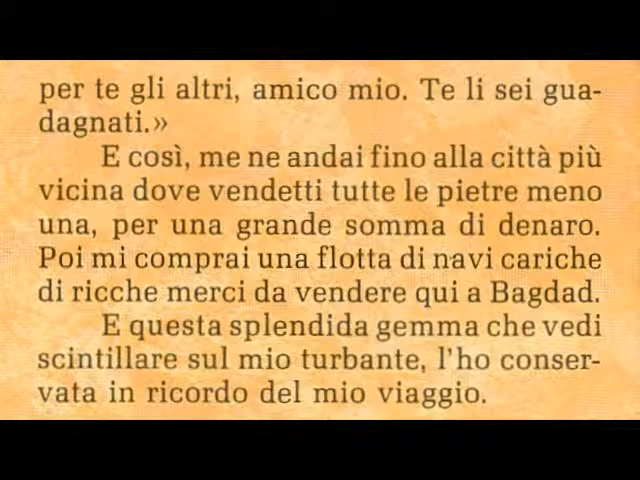 per te gli altri, amico mio. Te li sei gua-
dagnati.»
E così, me ne andai fino alla città più
vicina dove vendetti tutte le pietre meno
una, per una grande somma di denaro.
Poi mi comprai una flotta di navi cariche
di ricche merci da vendere qui a Bagdad.
E questa splendida gemma che vedi
scintillare sul mio turbante, l'ho conser-
vata in ricordo del mio viaggio.